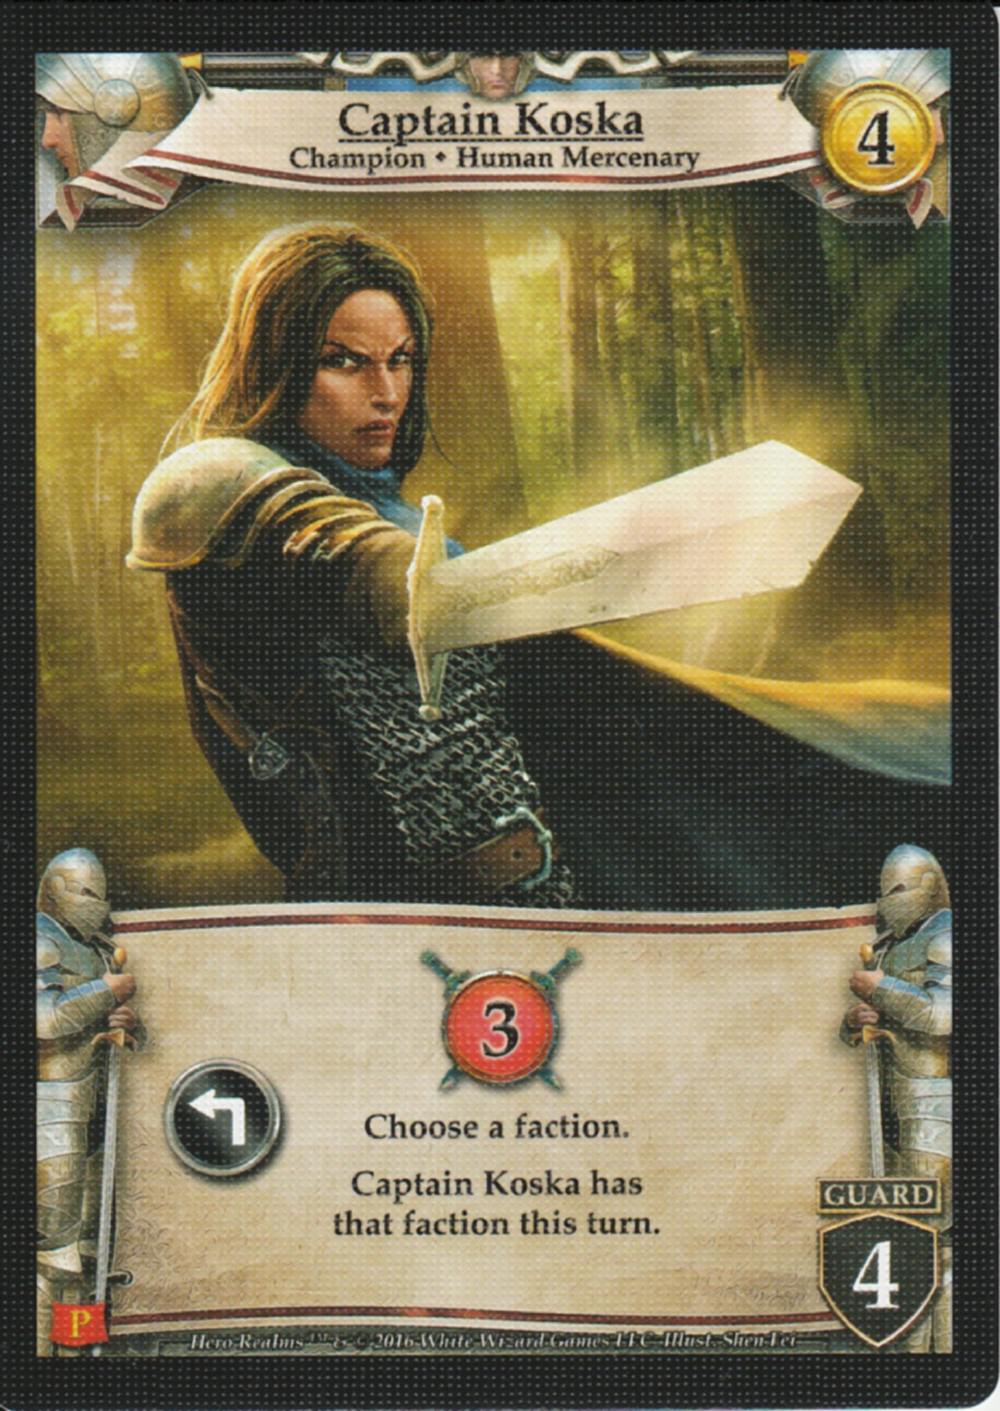 Captain Koska
Champion • Human Mercenary
4
3
Choose a faction.
Captain Koska has
that faction this turn.
GUARD
4
P
Hero Realms™ & © 2016 White Wizard Games LLC Illust. Shen Fei